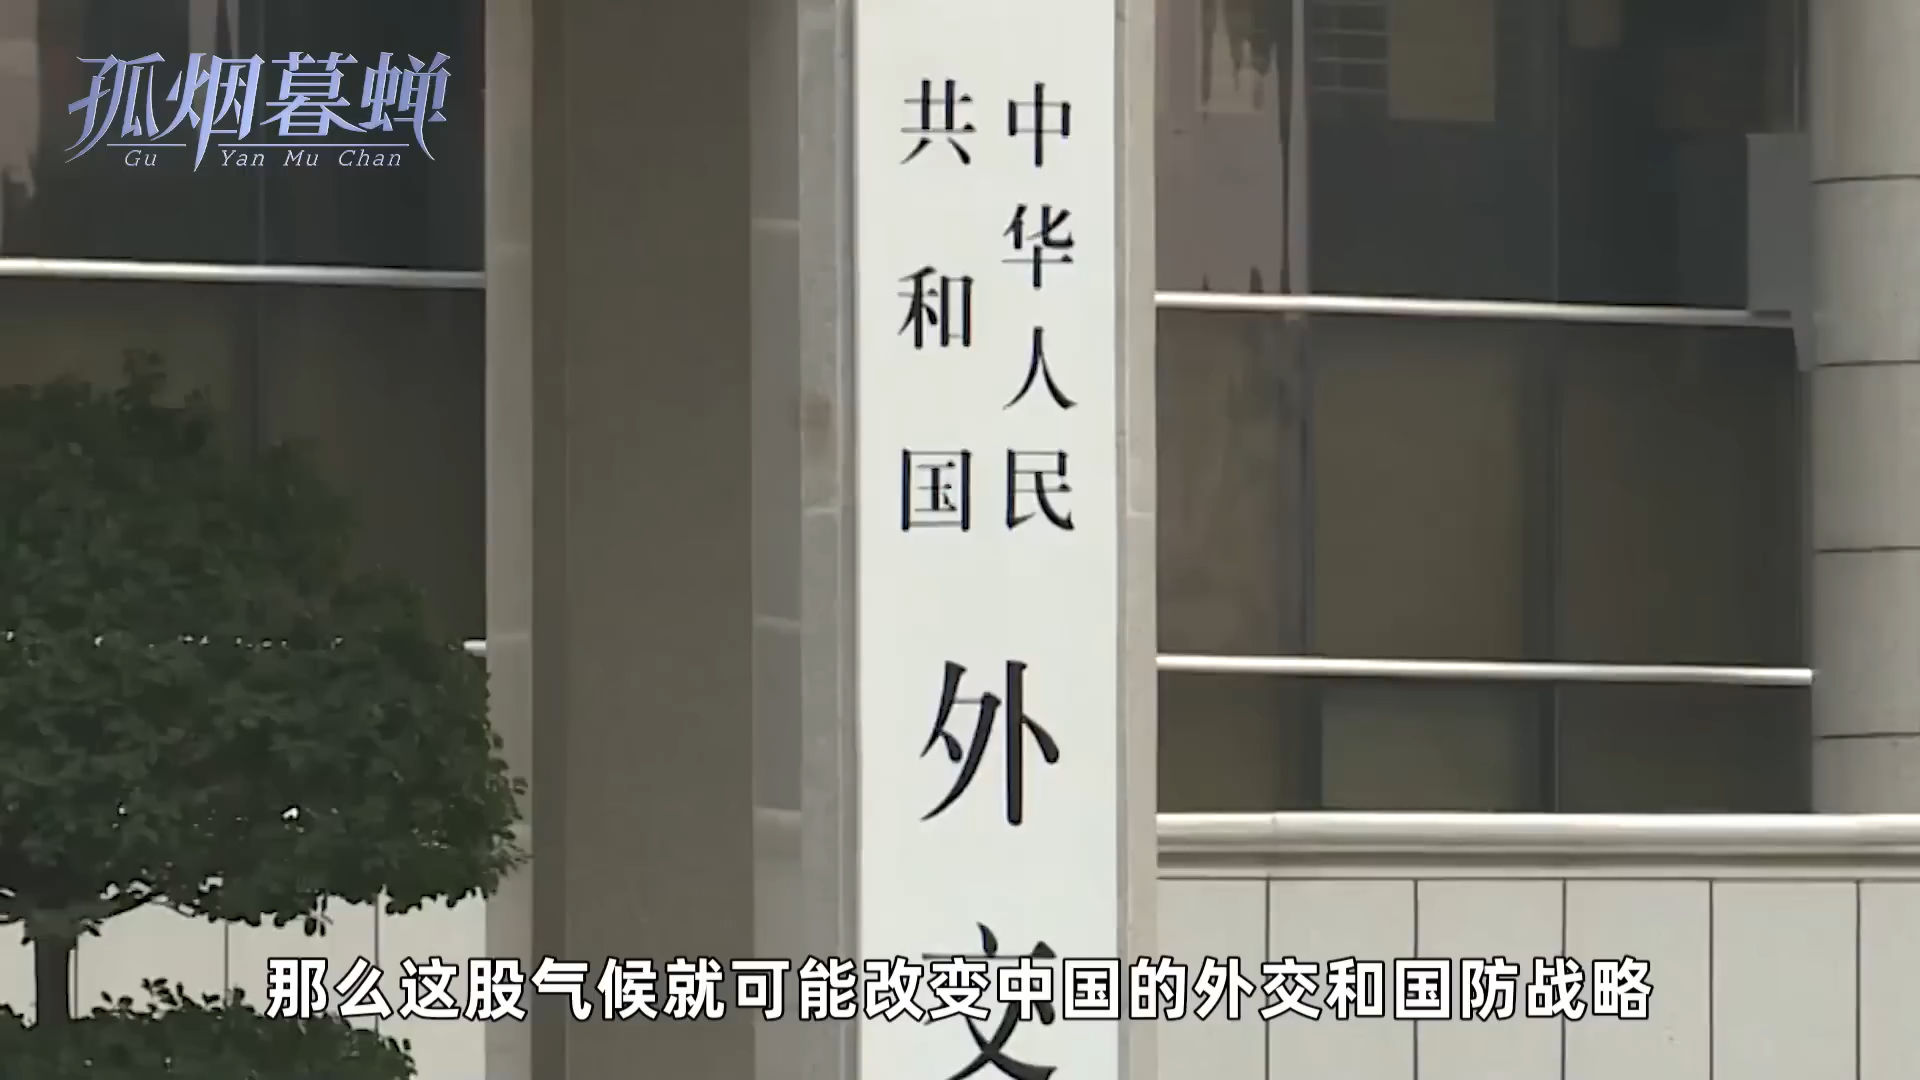 孤烟暮蝉
Gu Yan Mu Chan
中华人民
共和国
外交
那么这股气候就可能改变中国的外交和国防战略